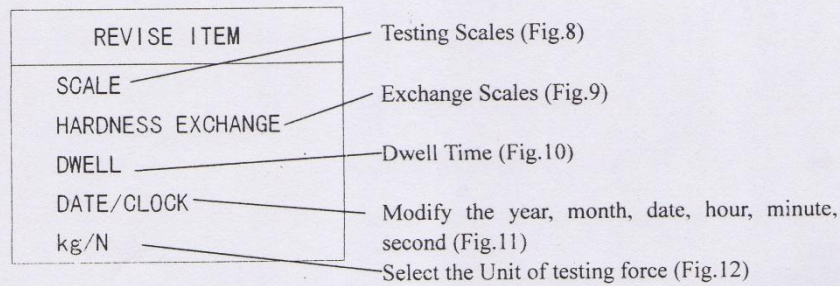 REVISE ITEM
SCALE
HARDNESS EXCHANGE
DWELL
DATE/CLOCK
kg/N
Testing Scales (Fig.8)
Exchange Scales (Fig.9)
Dwell Time (Fig.10)
Modify the year, month, date, hour, minute,
second (Fig.11)
Select the Unit of testing force (Fig.12)